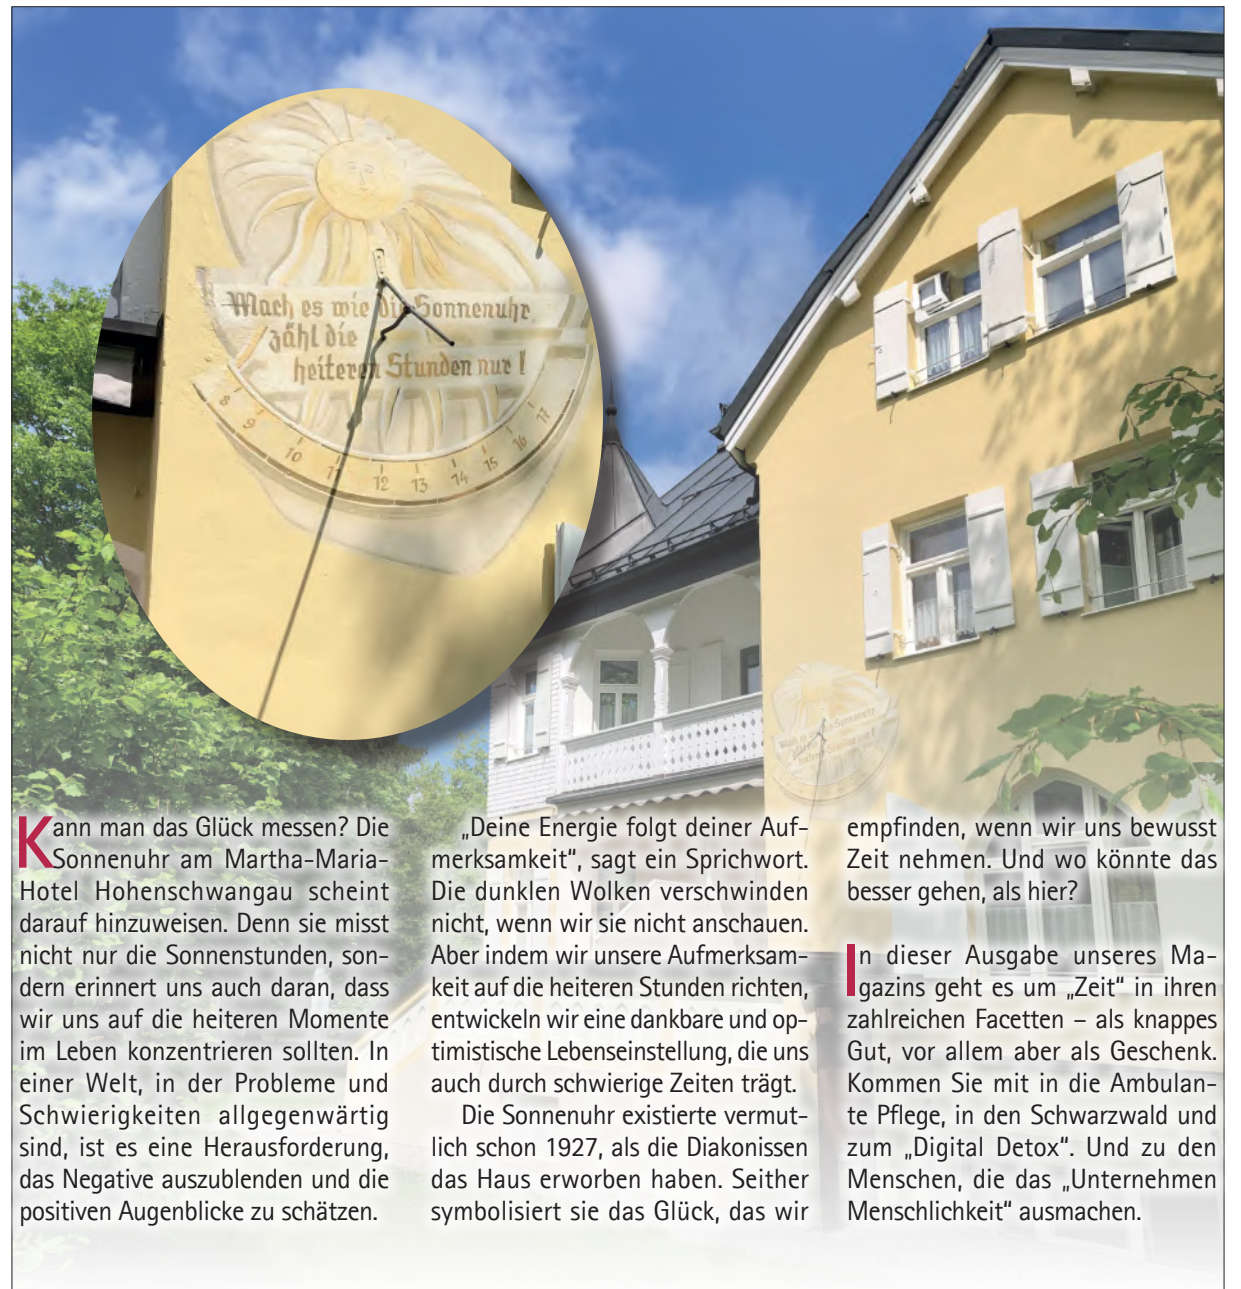 Mach es wie die Sonnenuhr
zähl die
heiteren Stunden nur !
8
9
10
11
12
13
14
15
16
17
Mach es wie die Sonnenuhr
zähl die
heiteren Stunden nur !
Kann man das Glück messen? Die
Sonnenuhr am Martha-Maria-
Hotel Hohenschwangau scheint
darauf hinzuweisen. Denn sie misst
nicht nur die Sonnenstunden, son-
dern erinnert uns auch daran, dass
wir uns auf die heiteren Momente
im Leben konzentrieren sollten. In
einer Welt, in der Probleme und
Schwierigkeiten allgegenwärtig
sind, ist es eine Herausforderung,
das Negative auszublenden und die
positiven Augenblicke zu schätzen.
„Deine Energie folgt deiner Auf-
merksamkeit“, sagt ein Sprichwort.
Die dunklen Wolken verschwinden
nicht, wenn wir sie nicht anschauen.
Aber indem wir unsere Aufmerksam-
keit auf die heiteren Stunden richten,
entwickeln wir eine dankbare und op-
timistische Lebenseinstellung, die uns
auch durch schwierige Zeiten trägt.
Die Sonnenuhr existierte vermut-
lich schon 1927, als die Diakonissen
das Haus erworben haben. Seither
symbolisiert sie das Glück, das wir
empfinden, wenn wir uns bewusst
Zeit nehmen. Und wo könnte das
besser gehen, als hier?
In dieser Ausgabe unseres Ma-
gazins geht es um „Zeit“ in ihren
zahlreichen Facetten – als knappes
Gut, vor allem aber als Geschenk.
Kommen Sie mit in die Ambulan-
te Pflege, in den Schwarzwald und
zum „Digital Detox“. Und zu den
Menschen, die das „Unternehmen
Menschlichkeit“ ausmachen.